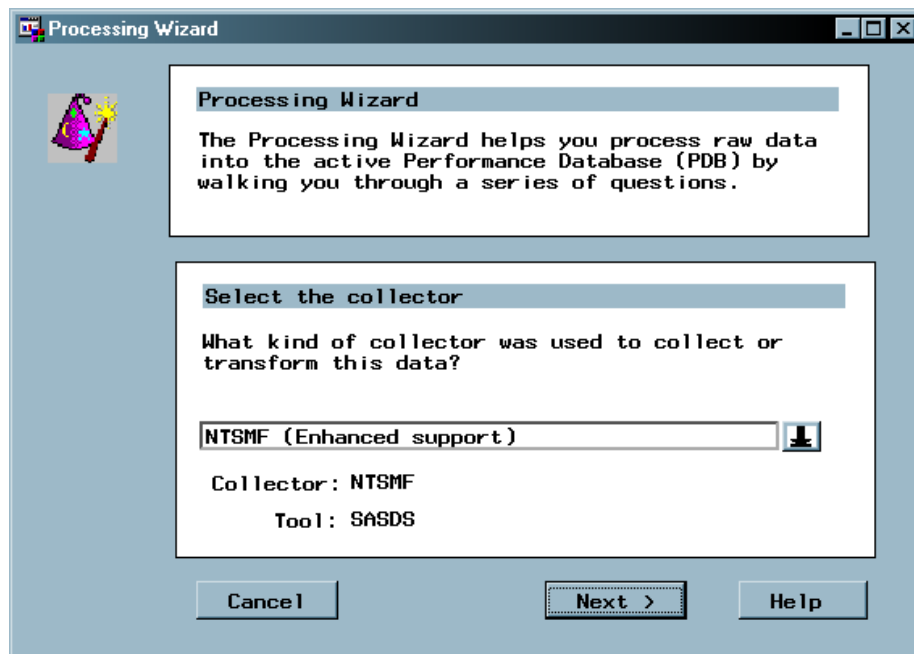 Processing Wizard
Processing Wizard
The Processing Wizard helps you process raw data
into the active Performance Database (PDB) by
walking you through a series of questions.
Select the collector
What kind of collector was used to collect or
transform this data?
NTSMF (Enhanced support)
Collector: NTSMF
Tool: SASDS
Cancel
Next >
Help